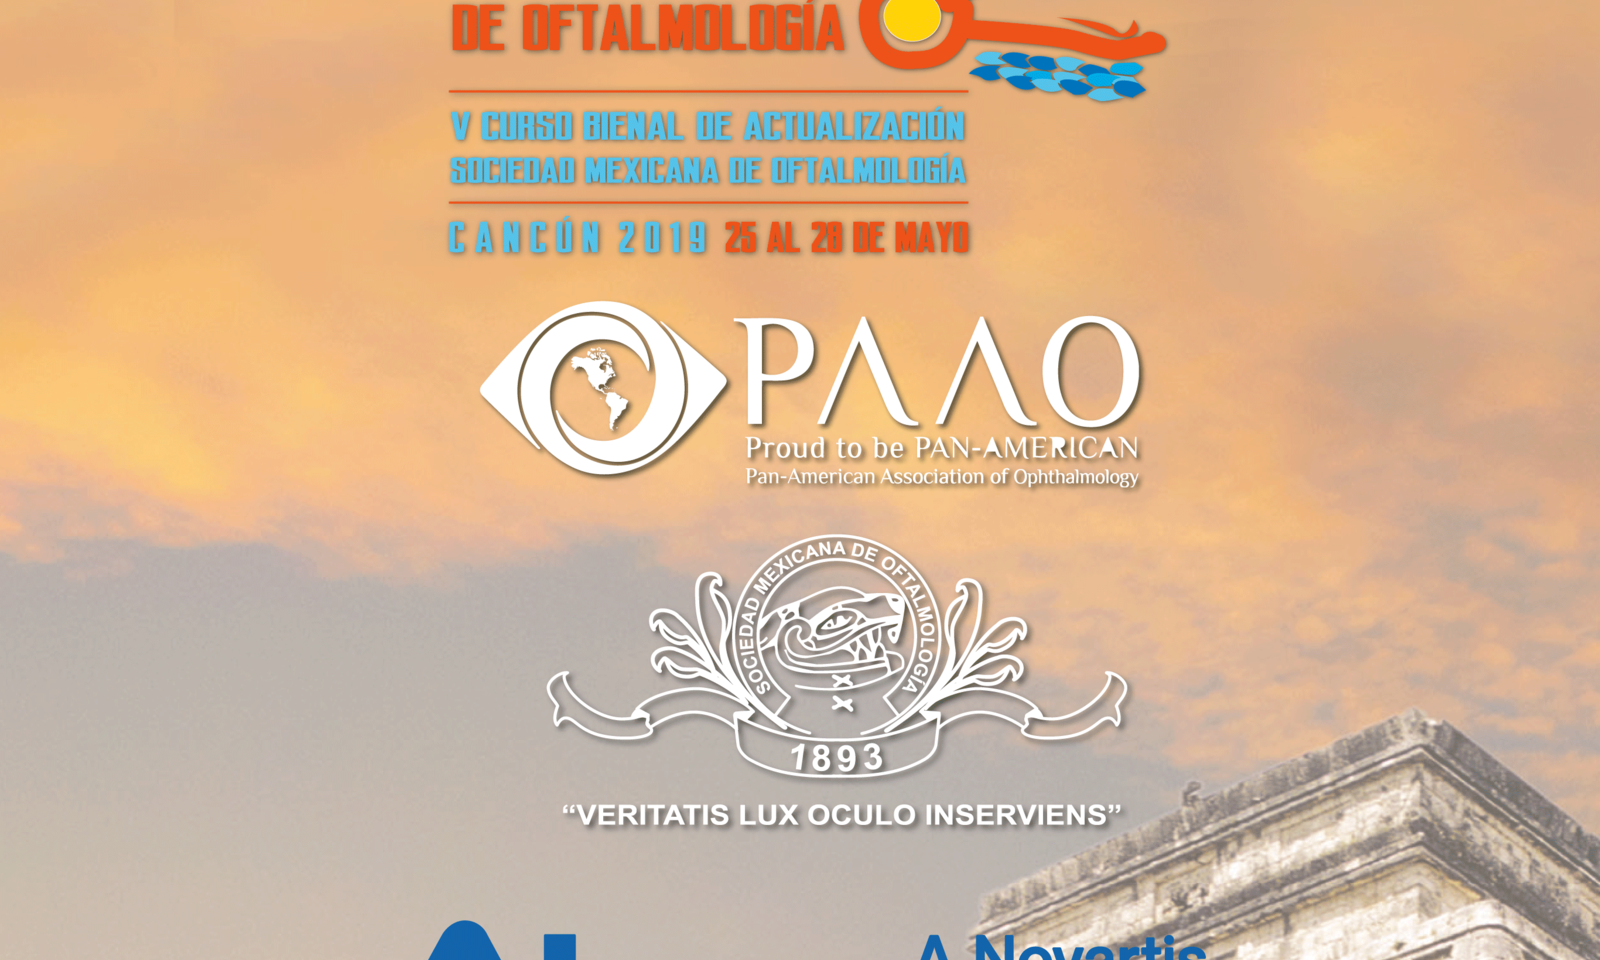 DE OFTALMOLOGÍA
V CURSO BIENAL DE ACTUALIZACIÓN
SOCIEDAD MEXICANA DE OFTALMOLOGÍA
CANCÚN 2019 25 AL 28 DE MAYO
PAAO
Proud to be PAN-AMERICAN
Pan-American Association of Ophthalmology
SOCIEDAD MEXICANA DE OFTALMOLOGÍA
1893
“VERITATIS LUX OCULO INSERVIENS”
A Novartis